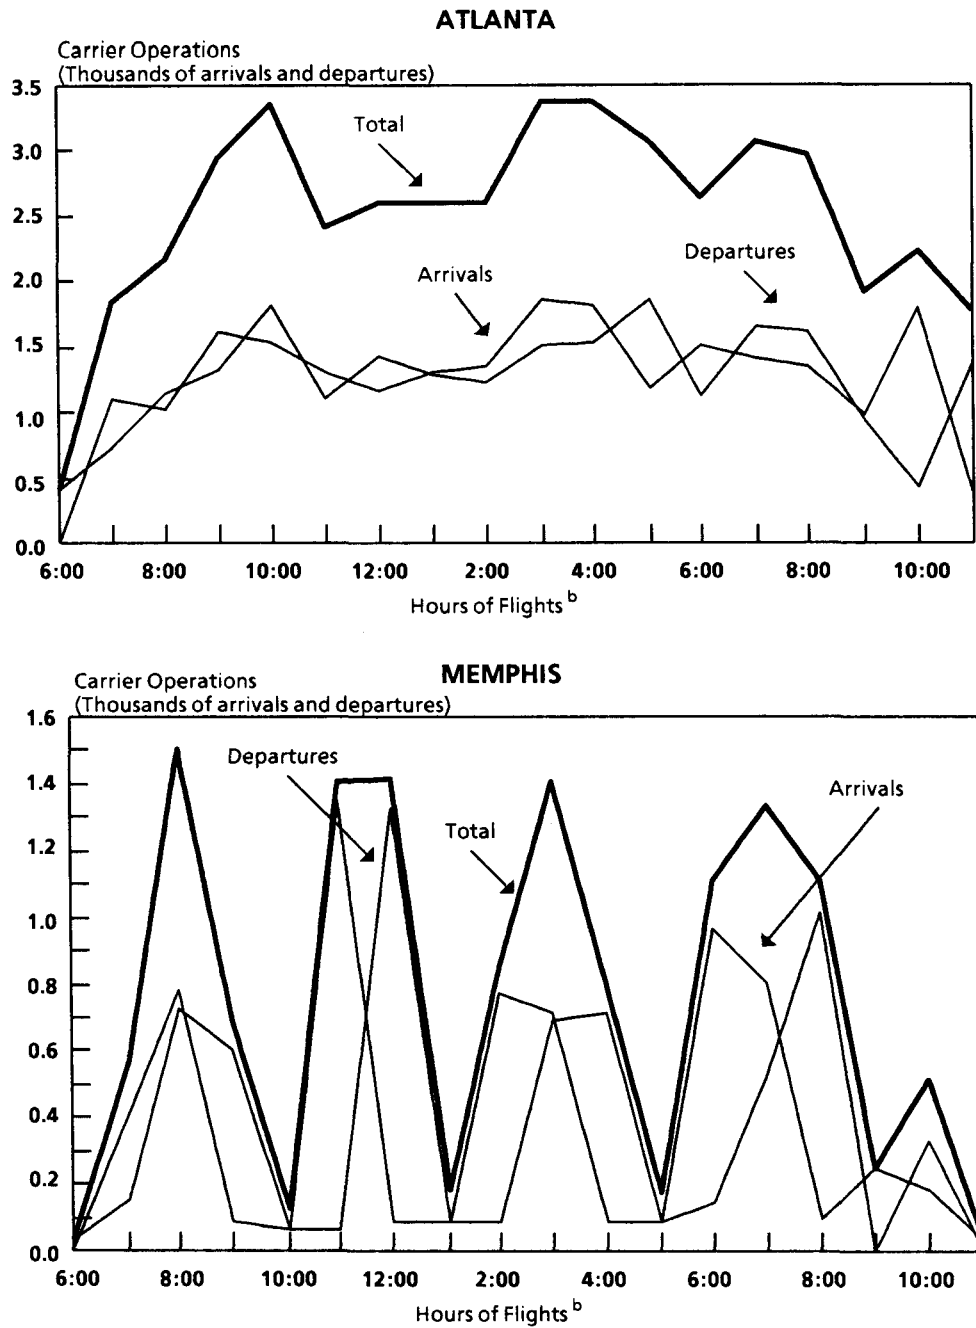 ATLANTA
Carrier Operations
(Thousands of arrivals and departures)
3.5
3.0
2.5
2.0
1.5
1.0
0.5
0.0
Total
Arrivals
Departures
6:00 8:00 10:00 12:00 2:00 4:00 6:00 8:00 10:00
Hours of Flights b
MEMPHIS
Carrier Operations
(Thousands of arrivals and departures)
1.6
1.4
1.2
1.0
0.8
0.6
0.4
0.2
0.0
Departures
Total
Arrivals
6:00 8:00 10:00 12:00 2:00 4:00 6:00 8:00 10:00
Hours of Flights b